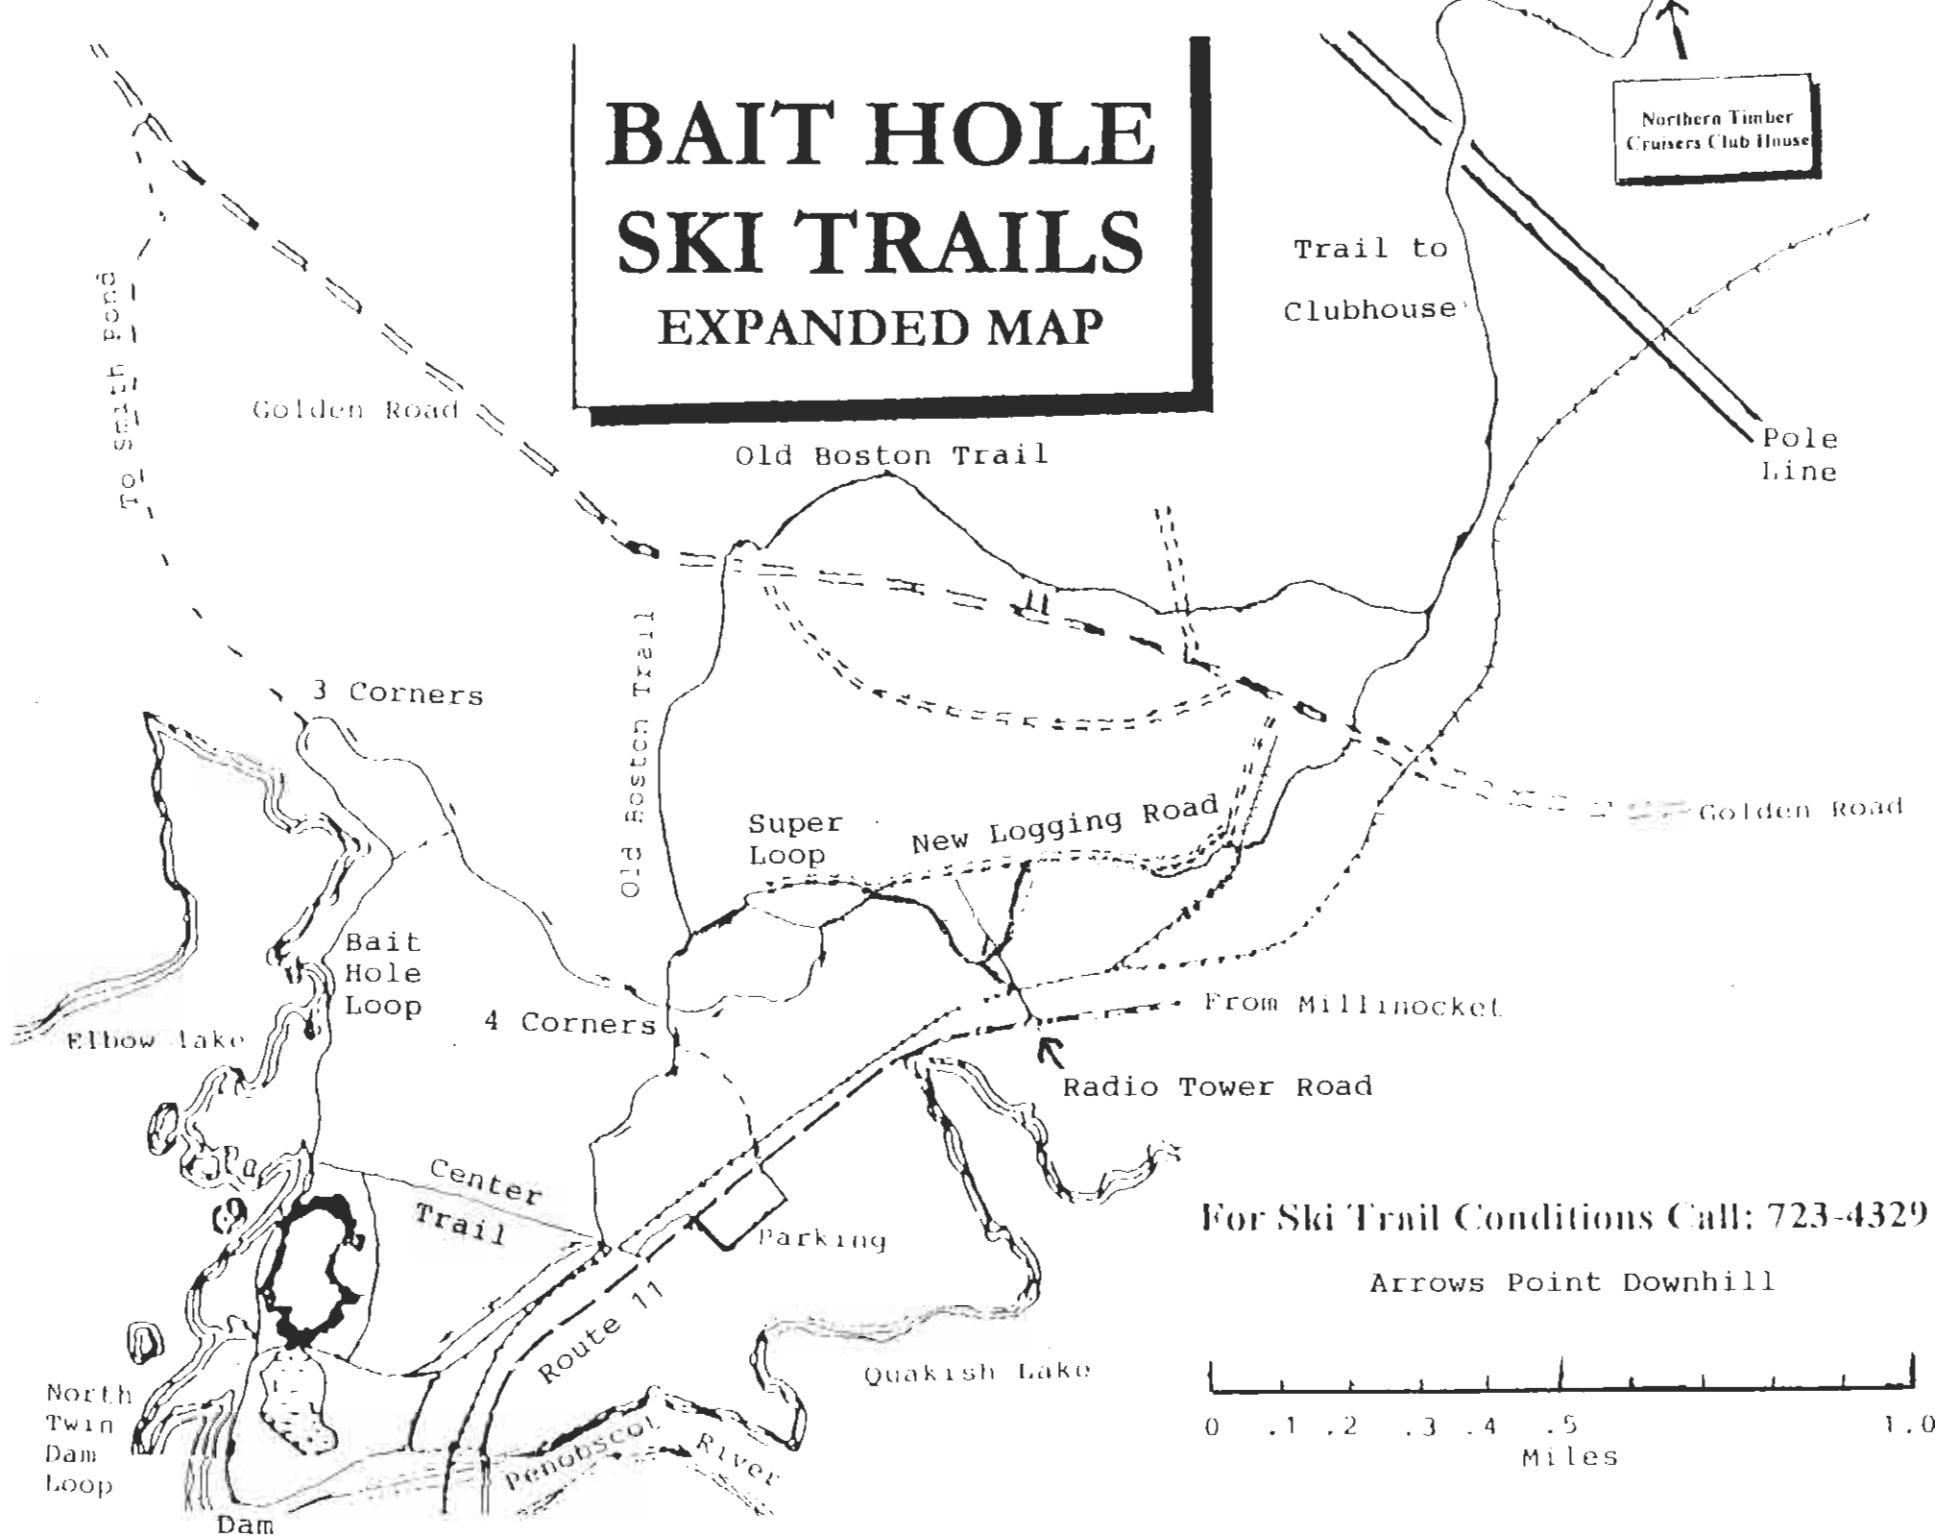 BAIT HOLE
SKI TRAILS
EXPANDED MAP
Northern Timber
Cruisers Club House
Trail to
Clubhouse
To Smith Pond
Golden Road
Pole
Line
Old Boston Trail
Old Boston Trail
3 Corners
Super
Loop
New Logging Road
Golden Road
Bait
Hole
Loop
4 Corners
From Millinocket
Elbow Lake
Radio Tower Road
Center
Trail
Parking
For Ski Trail Conditions Call: 723-4329
Arrows Point Downhill
Route 11
Quakish Lake
North
Twin
Dam
Loop
Penobscot River
Dam
0 .1 .2 .3 .4 .5 1.0
Miles